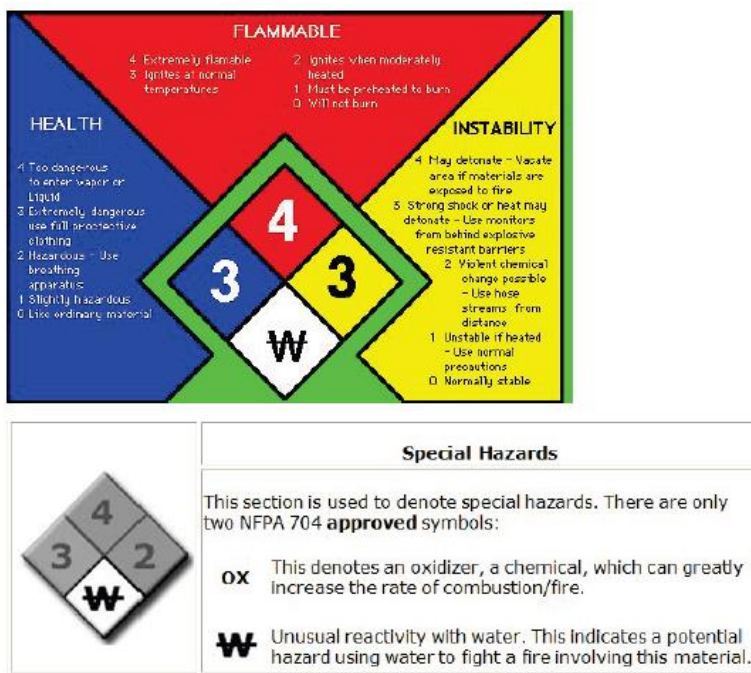 FLAMMABLE
4 Extremely flamable
3 Ignites at normal
temperatures
2 Ignites when moderately
heated
1 Must be preheated to burn
0 Will not burn
HEALTH
4 Too dangerous
to enter vapor or
Liquid
3 Extremely dangerous
use full proctective
clothing
2 Hazardous - Use
breathing
apparatus
1 Slightly hazardous
0 Like ordinary material
INSTABILITY
4 May detonate - Vacate
area if materials are
exposed to fire
3 Strong shock or heat may
detonate - Use monitors
from behind explosive
resistant barriers
2 Violent chemical
change possible
- Use hose
streams from
distance
1 Unstable if heated
- Use normal
precautions
0 Normally stable
4
3 3
W
Special Hazards
4
3 2
W
This section is used to denote special hazards. There are only
two NFPA 704 approved symbols:
OX This denotes an oxidizer, a chemical, which can greatly
increase the rate of combustion/fire.
W Unusual reactivity with water. This indicates a potential
hazard using water to fight a fire involving this material.